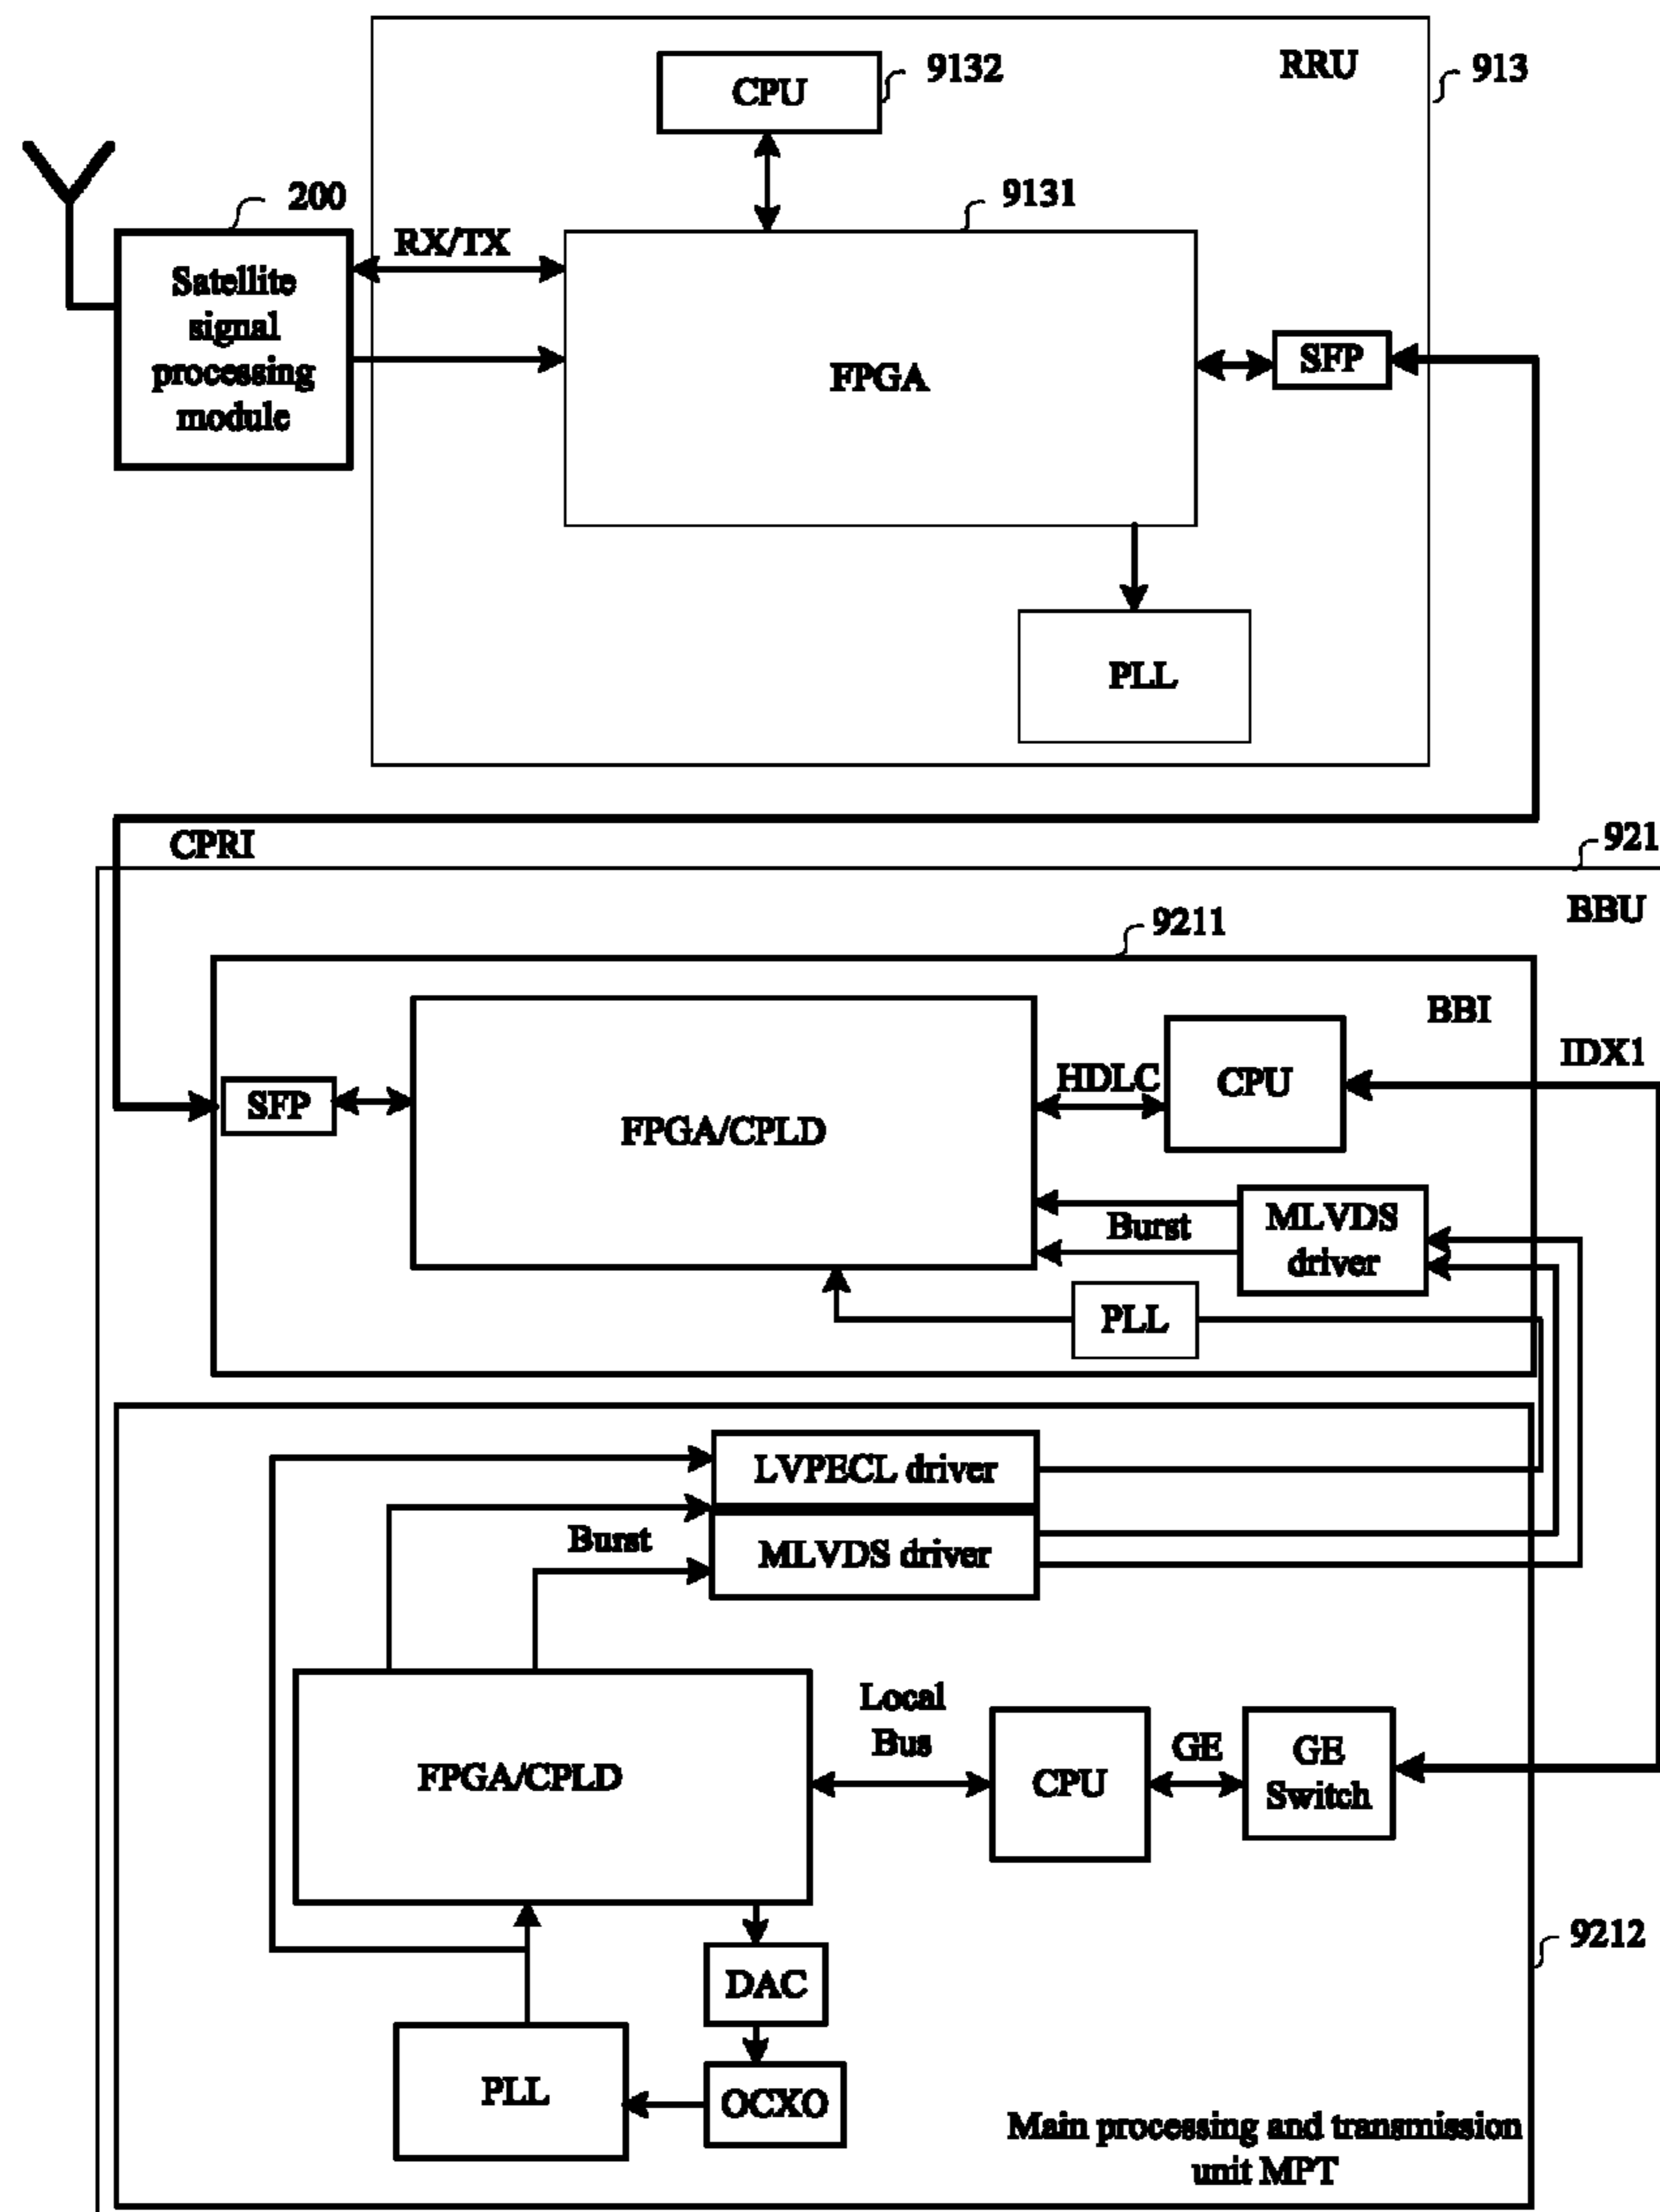 RRU
913
CPU
9132
200
9131
RX/TX
Satellite
signal
processing
module
FPGA
SFP
PLL
CPRI
921
BBU
9211
BBI
IDX1
SFP
FPGA/CPLD
HDLC
CPU
Burst
MLVDS
driver
PLL
LVPECL driver
Burst
MLVDS driver
Local
Bus
FPGA/CPLD
CPU
GE
GE
Switch
9212
DAC
PLL
OCXO
Main processing and transmission
unit MPT